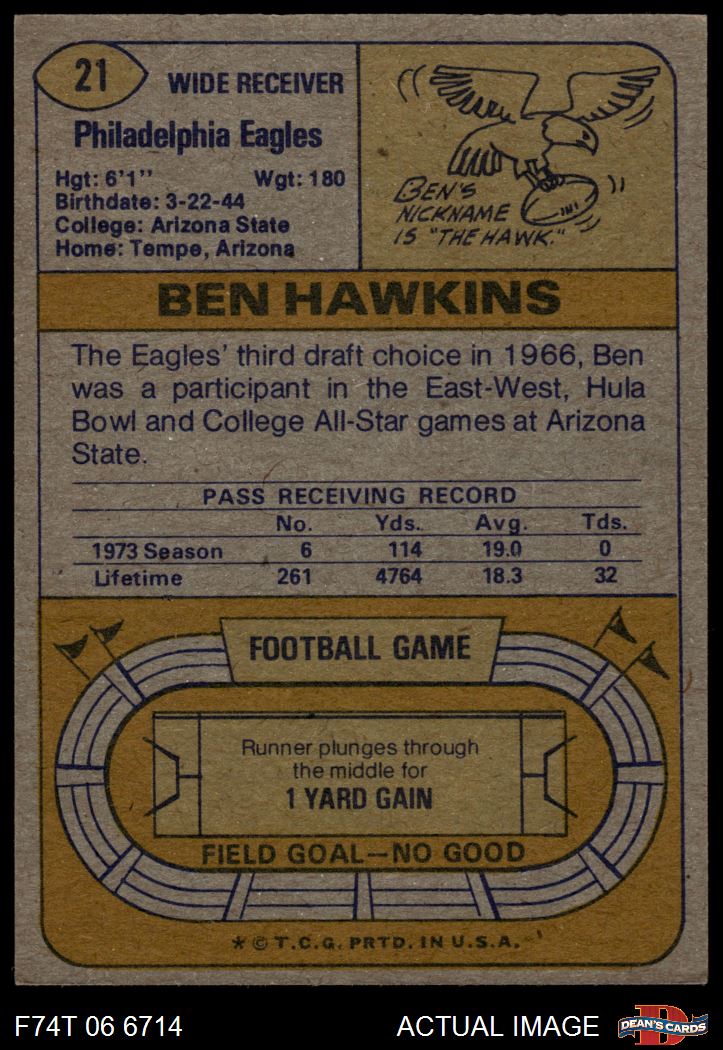 21
WIDE RECEIVER
Philadelphia Eagles
Hgt: 6'1" Wgt: 180
Birthdate: 3-22-44
College: Arizona State
Home: Tempe, Arizona
BEN'S
NICKNAME
IS "THE HAWK."
BEN HAWKINS
The Eagles' third draft choice in 1966, Ben
was a participant in the East-West, Hula
Bowl and College All-Star games at Arizona
State.
PASS RECEIVING RECORD
No. Yds. Avg. Tds.
1973 Season 6 114 19.0 0
Lifetime 261 4764 18.3 32
FOOTBALL GAME
Runner plunges through
the middle for
1 YARD GAIN
FIELD GOAL—NO GOOD
* © T.C.G. PRTD. IN U.S.A.
F74T 06 6714 ACTUAL IMAGE D DEAN'S CARDS